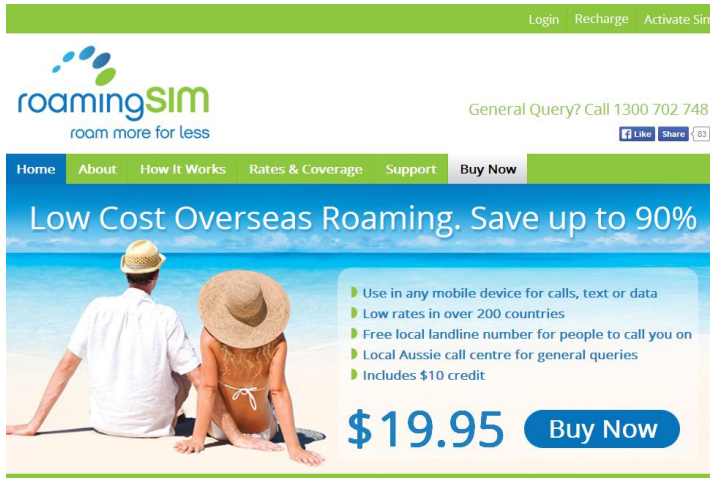 Login Recharge Activate Sim
roamingSIM
roam more for less
General Query? Call 1300 702 748
Like Share 83
Home About How It Works Rates & Coverage Support Buy Now
Low Cost Overseas Roaming. Save up to 90%
Use in any mobile device for calls, text or data
Low rates in over 200 countries
Free local landline number for people to call you on
Local Aussie call centre for general queries
Includes $10 credit
$19.95 Buy Now